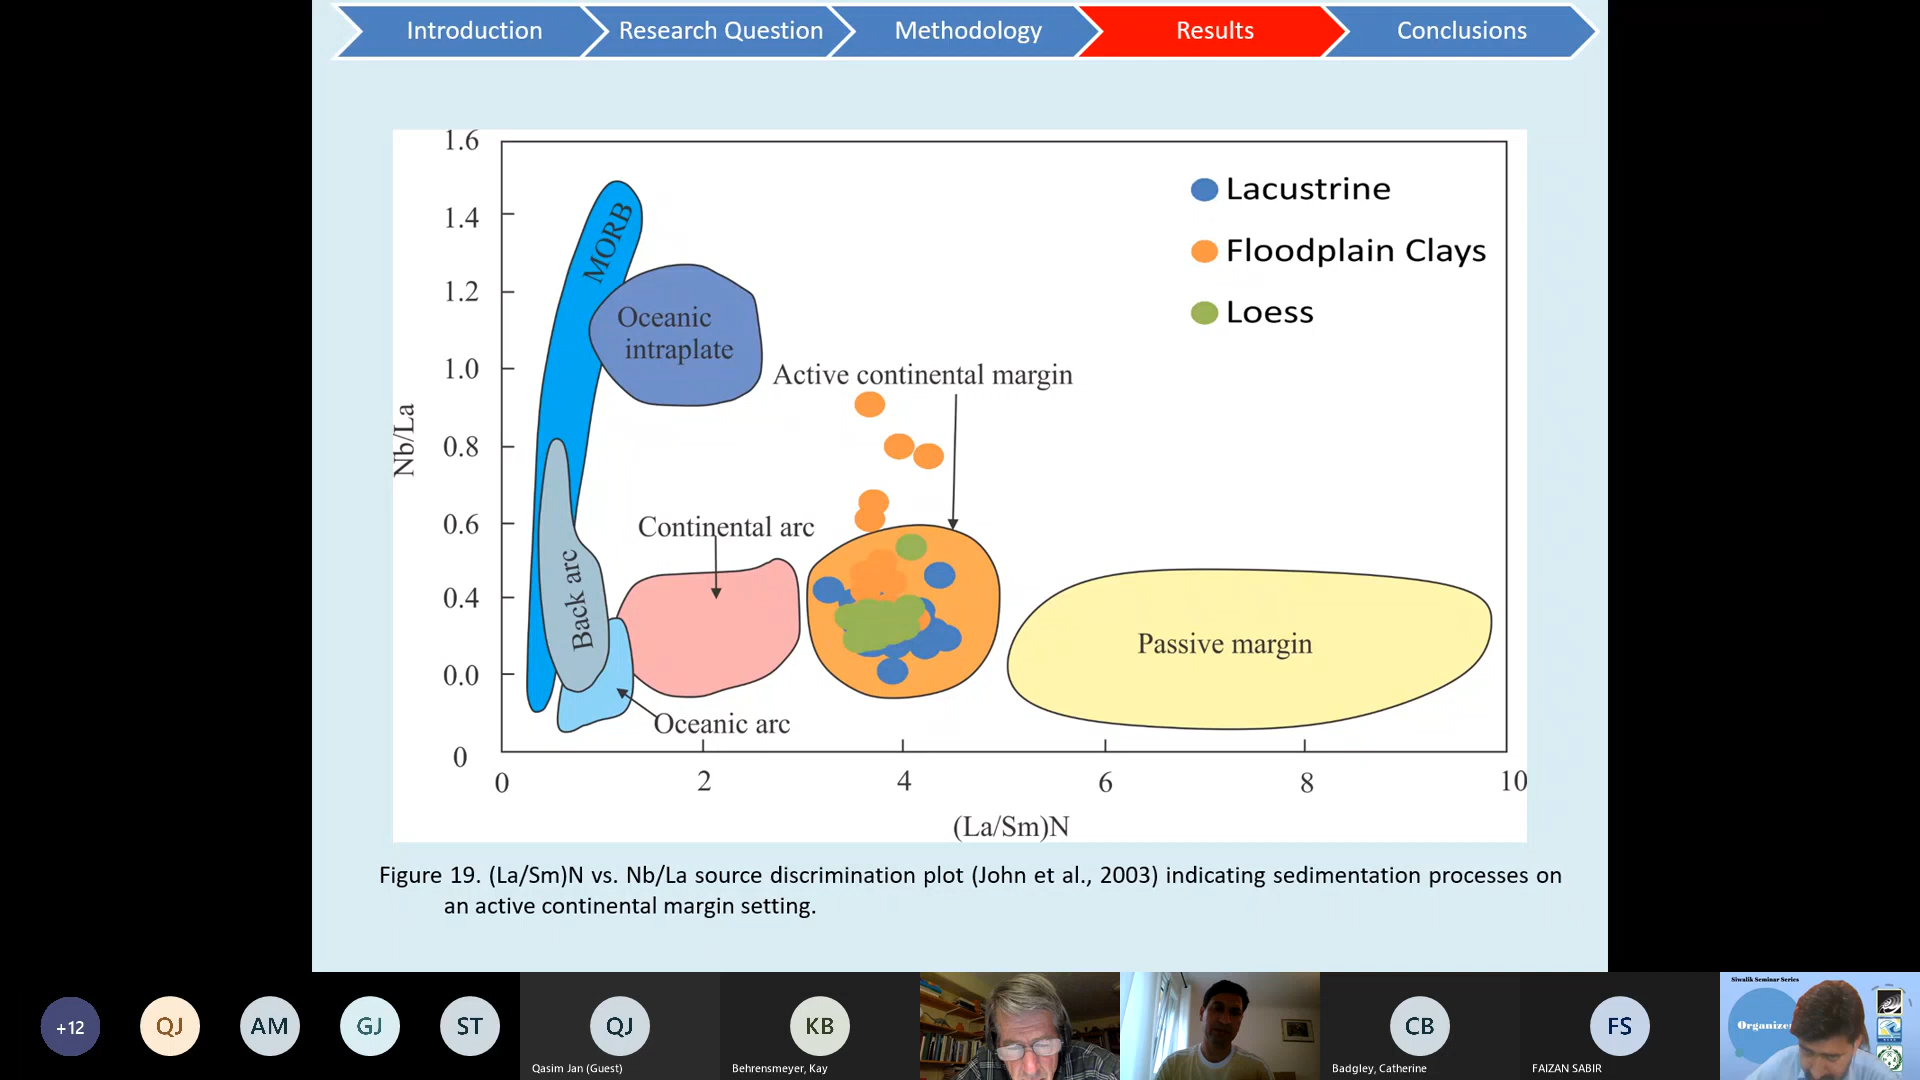 Introduction
Research Question
Methodology
Results
Conclusions
1.6
1.4
1.2
1.0
0.8
0.6
0.4
0.0
0
Nb/La
MORB
Oceanic
intraplate
Active continental margin
Continental arc
Back arc
Oceanic arc
Passive margin
Lacustrine
Floodplain Clays
Loess
0 2 4 6 8 10
(La/Sm)N
Figure 19. (La/Sm)N vs. Nb/La source discrimination plot (John et al., 2003) indicating sedimentation processes on
an active continental margin setting.
+12
QJ
AM
GJ
ST
QJ
Qasim Jan (Guest)
KB
Behrensmeyer, Kay
CB
Badgley, Catherine
FS
FAIZAN SABIR
Siwalik Seminar Series